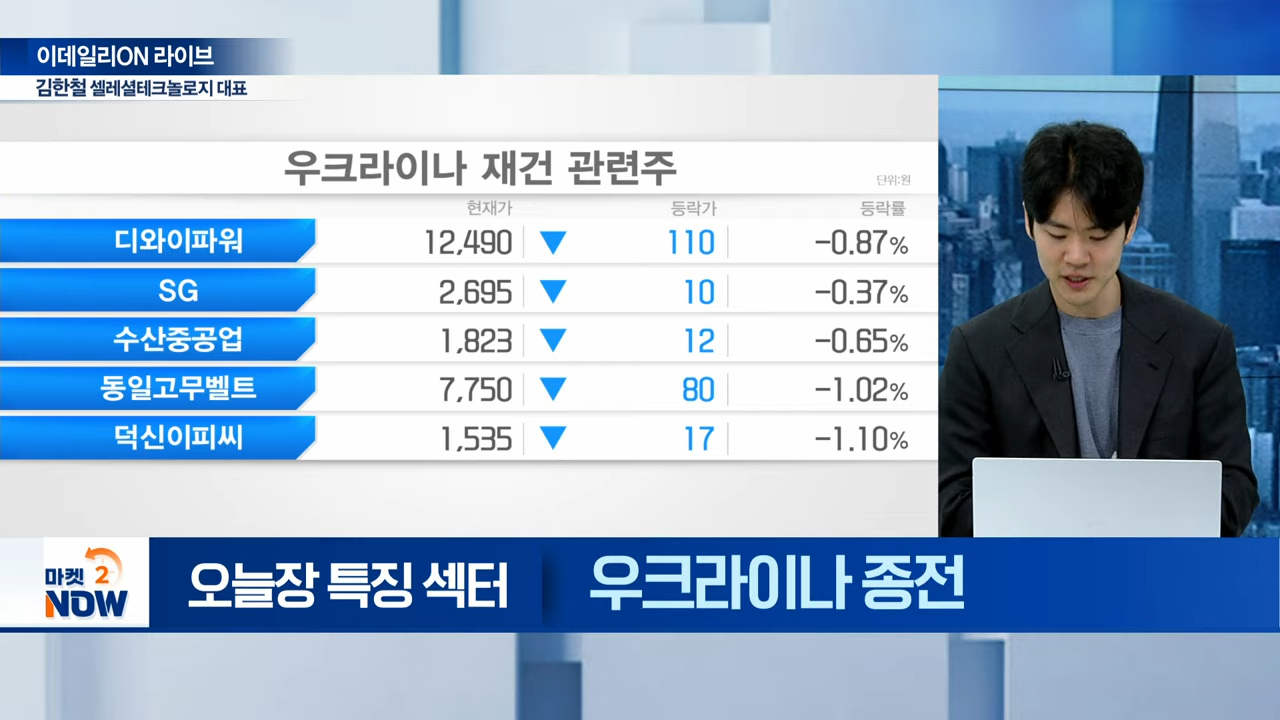 이데일리ON 라이브
김한철 셀레셜테크놀로지 대표
우크라이나 재건 관련주
단위:원
현재가 등락가 등락률
디와이파워 12,490 ▼ 110 -0.87%
SG 2,695 ▼ 10 -0.37%
수산중공업 1,823 ▼ 12 -0.65%
동일고무벨트 7,750 ▼ 80 -1.02%
덕신이피씨 1,535 ▼ 17 -1.10%
마켓 2
NOW
오늘장 특징 섹터 우크라이나 종전